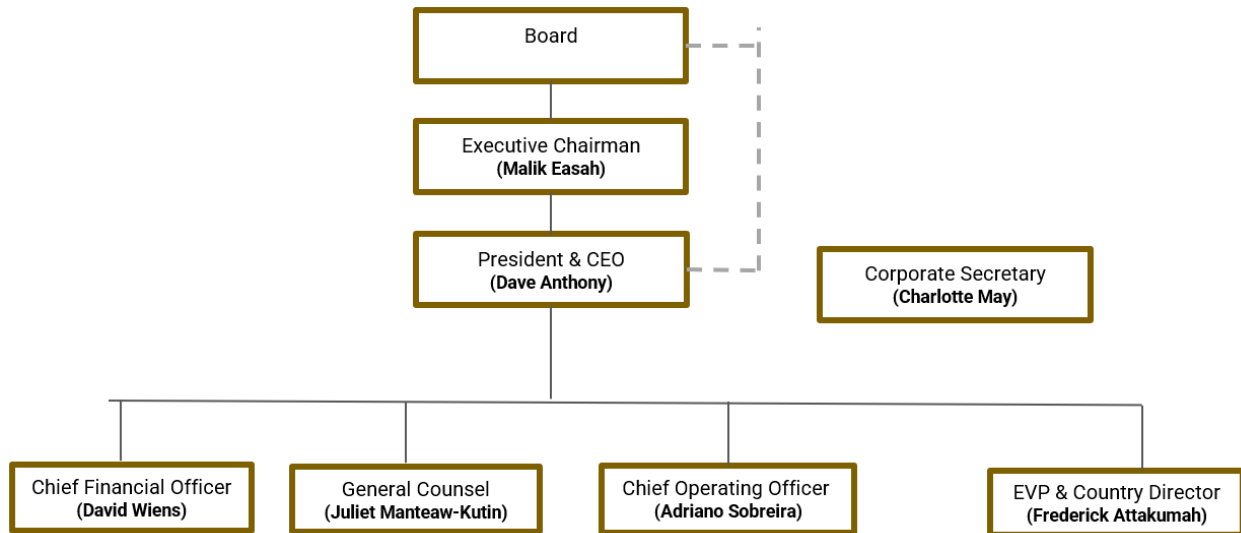 Board
Executive Chairman
(Malik Easah)
President & CEO
(Dave Anthony)
Corporate Secretary
(Charlotte May)
Chief Financial Officer
(David Wiens)
General Counsel
(Juliet Manteaw-Kutin)
Chief Operating Officer
(Adriano Sobreira)
EVP & Country Director
(Frederick Attakumah)